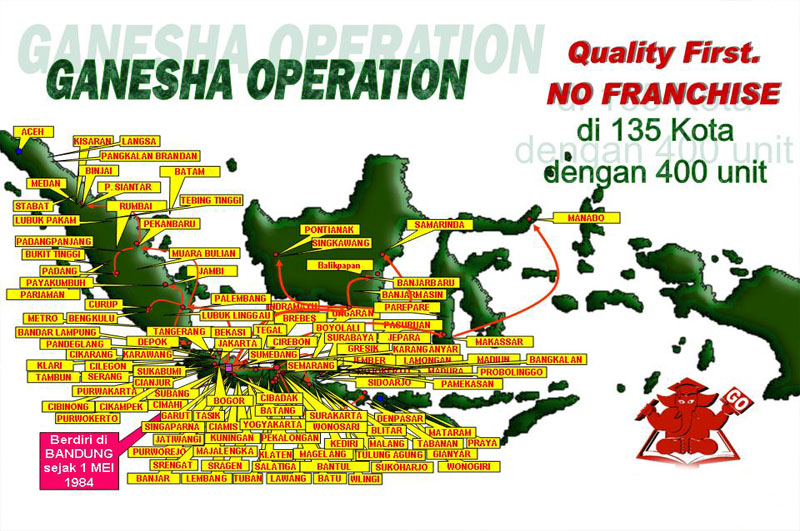 GANESHA OPERATION
GANESHA OPERATION
Quality First.
NO FRANCHISE
di 135 Kota
di 135 Kota
dengan 400 unit
dengan 400 unit
ACEH
KISARAN
LANGSA
PANGKALAN BRANDAN
BINJAI
BATAM
MEDAN
P. SIANTAR
TEBING TINGGI
STABAT
RUMBAI
LUBUK PAKAM
PEKANBARU
MANADO
PONTIANAK
SAMARINDA
SINGKAWANG
PADANGPANJANG
BUKIT TINGGI
MUARA BULIAN
Balikpapan
PADANG
JAMBI
PAYAKUMBUH
BANJARBARU
PARIAMAN
BANJARMASIN
CURUP
PALEMBANG
INDRAMAYU
PAREPARE
METRO
BENGKULU
LUBUK LINGGAU
BREBES
UNGARAN
PASURUAN
BANDAR LAMPUNG
TANGERANG
BEKASI
TEGAL
BOYOLALI
SURABAYA
JEPARA
MAKASSAR
PANDEGLANG
DEPOK
JAKARTA
CIREBON
GRESIK
KARANGANYAR
CIKARANG
KARAWANG
SUMEDANG
JEMBER
LAMONGAN
MADIUN
BANGKALAN
KLARI
CILEGON
SUKABUMI
SEMARANG
MADURA
PROBOLINGGO
TAMBUN
SERANG
CIANJUR
SIDOARJO
PAMEKASAN
PURWAKARTA
SUBANG
CIBADAK
CIBINONG
CIKAMPEK
CIMAHI
BOGOR
BATANG
SURAKARTA
DENPASAR
PURWOKERTO
GARUT
TASIK
YOGYAKARTA
WONOSARI
BLITAR
MATARAM
SINGAPARNA
CIAMIS
KEDIRI
MALANG
TABANAN
PRAYA
JATIWANGI
KUNINGAN
PEKALONGAN
PURWOREJO
MAJALENGKA
KLATEN
MAGELANG
TULUNG AGUNG
GIANYAR
SRENGAT
SRAGEN
SALATIGA
BANTUL
SUKOHARJO
WONOGIRI
BANJAR
LEMBANG
TUBAN
LAWANG
BATU
WLINGI
Berdiri di
BANDUNG
sejak 1 MEI
1984
GO